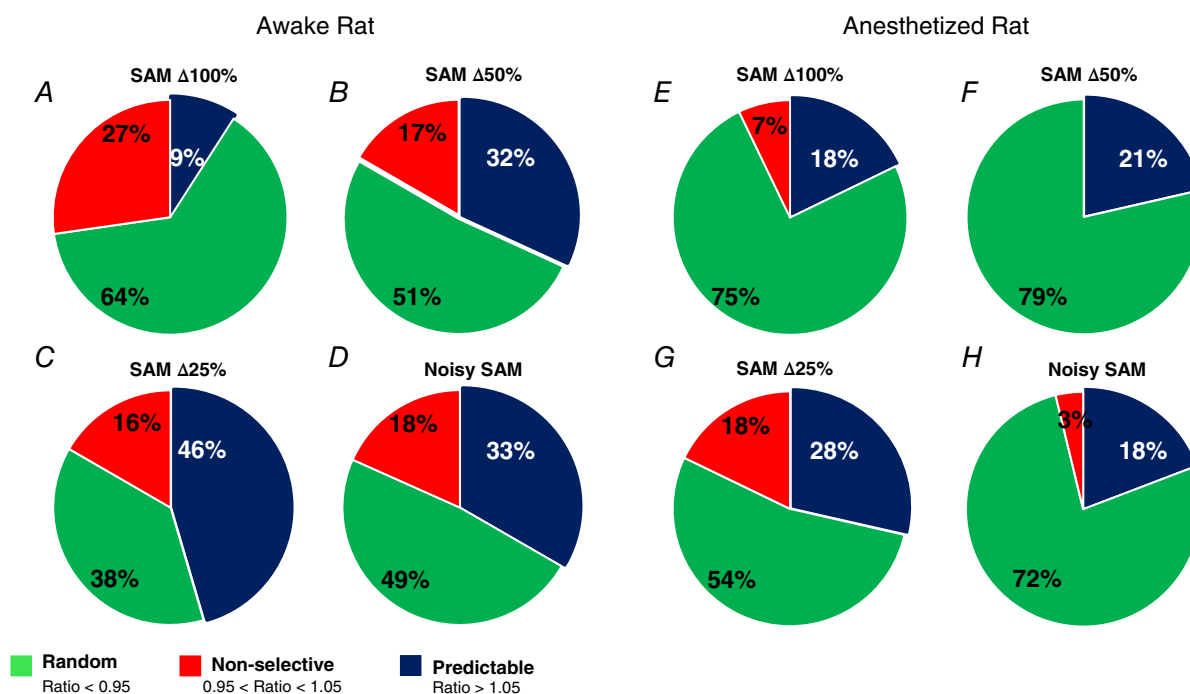 Awake Rat
Anesthetized Rat
A
SAM Δ100%
27%
9%
64%
B
SAM Δ50%
17%
32%
51%
E
SAM Δ100%
7%
18%
75%
F
SAM Δ50%
21%
79%
C
SAM Δ25%
16%
46%
38%
D
Noisy SAM
18%
33%
49%
G
SAM Δ25%
18%
28%
54%
H
Noisy SAM
3%
18%
72%
Random
Ratio < 0.95
Non-selective
0.95 < Ratio < 1.05
Predictable
Ratio > 1.05